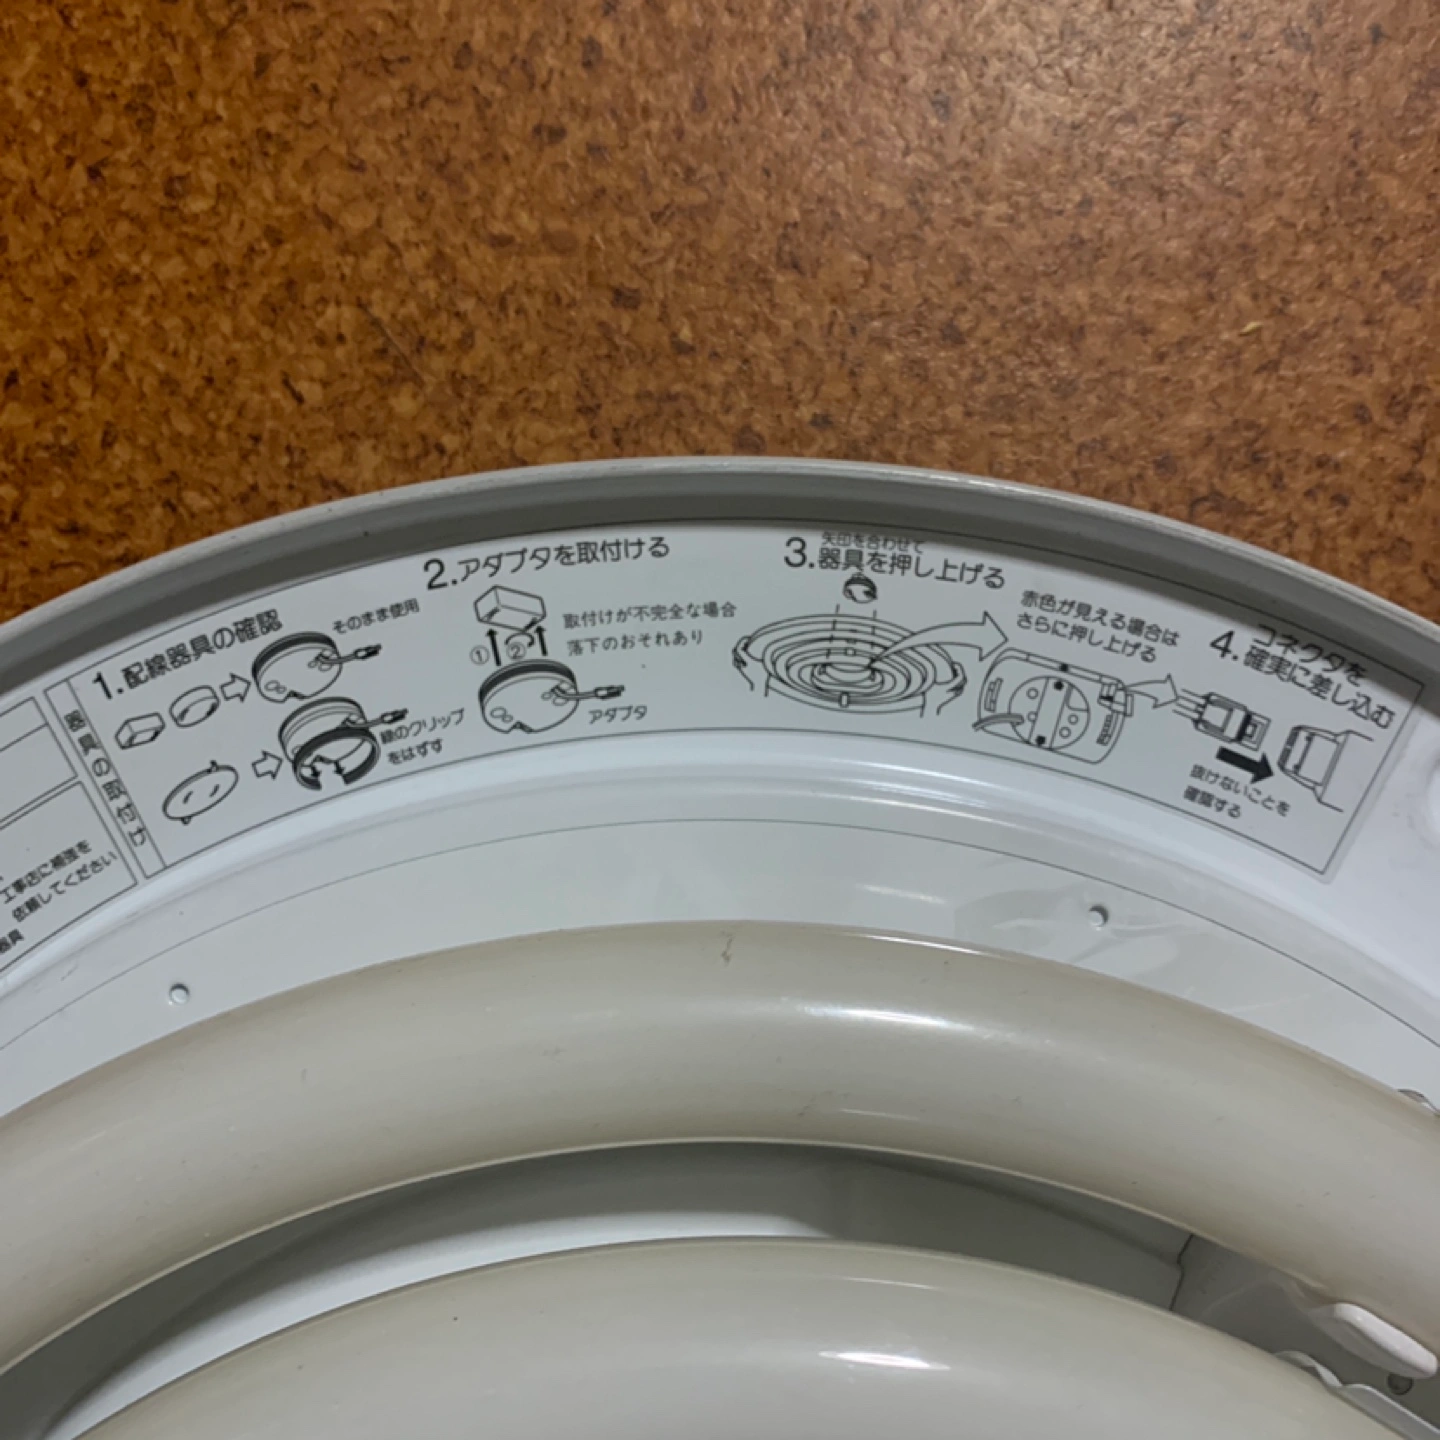 工事店に補強を
依頼してください
器具
器具の取付け
1.配線器具の確認
そのまま使用
緑のクリップ
をはずす
2.アダプタを取付ける
①
②
取付けが不完全な場合
落下のおそれあり
アダプタ
3.矢印を合わせて
器具を押し上げる
赤色が見える場合は
さらに押し上げる
4.コネクタを
確実に差し込む
抜けないことを
確認する